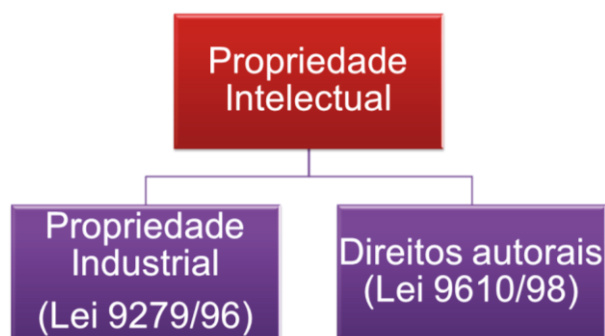 Propriedade
Intelectual
Propriedade
Industrial
(Lei 9279/96)
Direitos autorais
(Lei 9610/98)